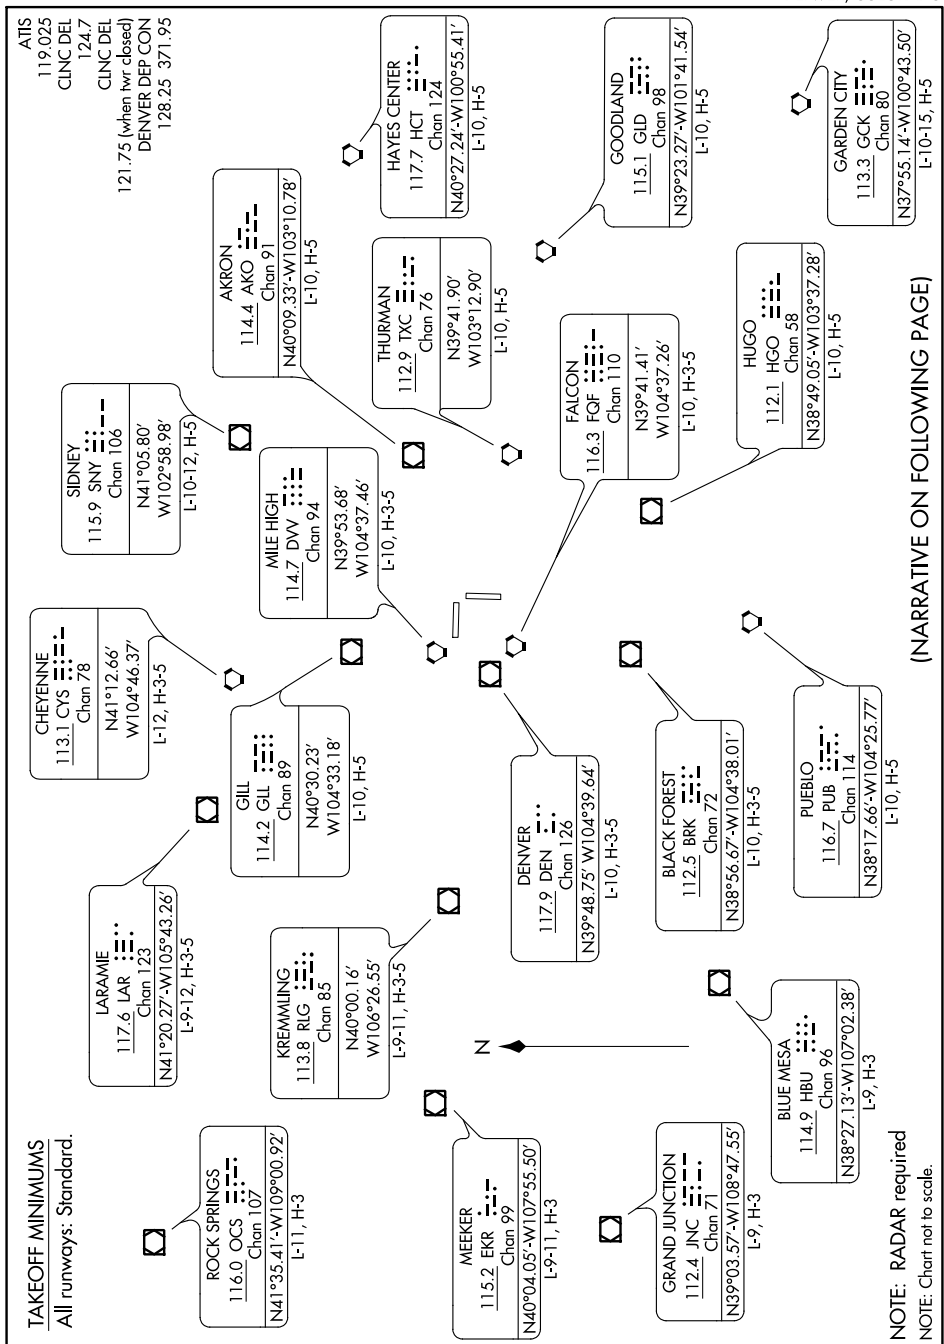 TAKEOFF MINIMUMS
All runways: Standard.
ATIS
119.025
CLNC DEL
124.7
CLNC DEL
121.75 (when twr closed)
DENVER DEP CON
128.25 371.95
ROCK SPRINGS
116.0 OCS
Chan 107
N41°35.41′-W109°00.92′
L-11, H-3
LARAMIE
117.6 LAR
Chan 123
N41°20.27′-W105°43.26′
L-9-12, H-3-5
CHEYENNE
113.1 CYS
Chan 78
N41°12.66′
W104°46.37′
L-12, H-3-5
SIDNEY
115.9 SNY
Chan 106
N41°05.80′
W102°58.98′
L-10-12, H-5
AKRON
114.4 AKO
Chan 91
N40°09.33′-W103°10.78′
L-10, H-5
HAYES CENTER
117.7 HCT
Chan 124
N40°27.24′-W100°55.41′
L-10, H-5
GILL
114.2 GLL
Chan 89
N40°30.23′
W104°33.18′
L-10, H-5
MILE HIGH
114.7 DVV
Chan 94
N39°53.68′
W104°37.46′
L-10, H-3-5
THURMAN
112.9 TXC
Chan 76
N39°41.90′
W103°12.90′
L-10, H-5
KREMMLING
113.8 RLG
Chan 85
N40°00.16′
W106°26.55′
L-9-11, H-3-5
MEEKER
115.2 EKR
Chan 99
N40°04.05′-W107°55.50′
L-9-11, H-3
N
DENVER
117.9 DEN
Chan 126
N39°48.75′ W104°39.64′
L-10, H-3-5
FALCON
116.3 FQF
Chan 110
N39°41.41′
W104°37.26′
L-10, H-3-5
GOODLAND
115.1 GLD
Chan 98
N39°23.27′-W101°41.54′
L-10, H-5
GRAND JUNCTION
112.4 JNC
Chan 71
N39°03.57′-W108°47.55′
L-9, H-3
BLACK FOREST
112.5 BRK
Chan 72
N38°56.67′-W104°38.01′
L-10, H-3-5
HUGO
112.1 HGO
Chan 58
N38°49.05′-W103°37.28′
L-10, H-5
BLUE MESA
114.9 HBU
Chan 96
N38°27.13′-W107°02.38′
L-9, H-3
PUEBLO
116.7 PUB
Chan 114
N38°17.66′-W104°25.77′
L-10, H-5
GARDEN CITY
113.3 GCK
Chan 80
N37°55.14′-W100°43.50′
L-10-15, H-5
NOTE: RADAR required
NOTE: Chart not to scale.
(NARRATIVE ON FOLLOWING PAGE)